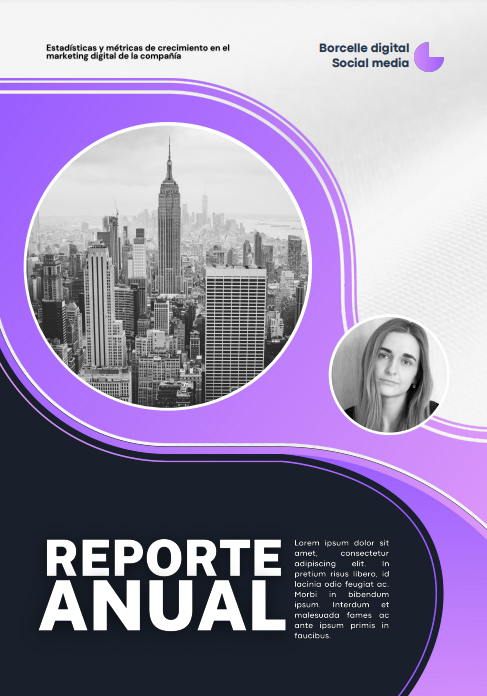 Estadísticas y métricas de crecimiento en el
marketing digital de la compañía
Borcelle digital
Social media
REPORTE
ANUAL
Lorem ipsum dolor sit
amet, consectetur
adipiscing elit. In
pretium risus libero, id
lacinia odio feugiat ac.
Morbi in bibendum
ipsum. Interdum et
malesuada fames ac
ante ipsum primis in
faucibus.